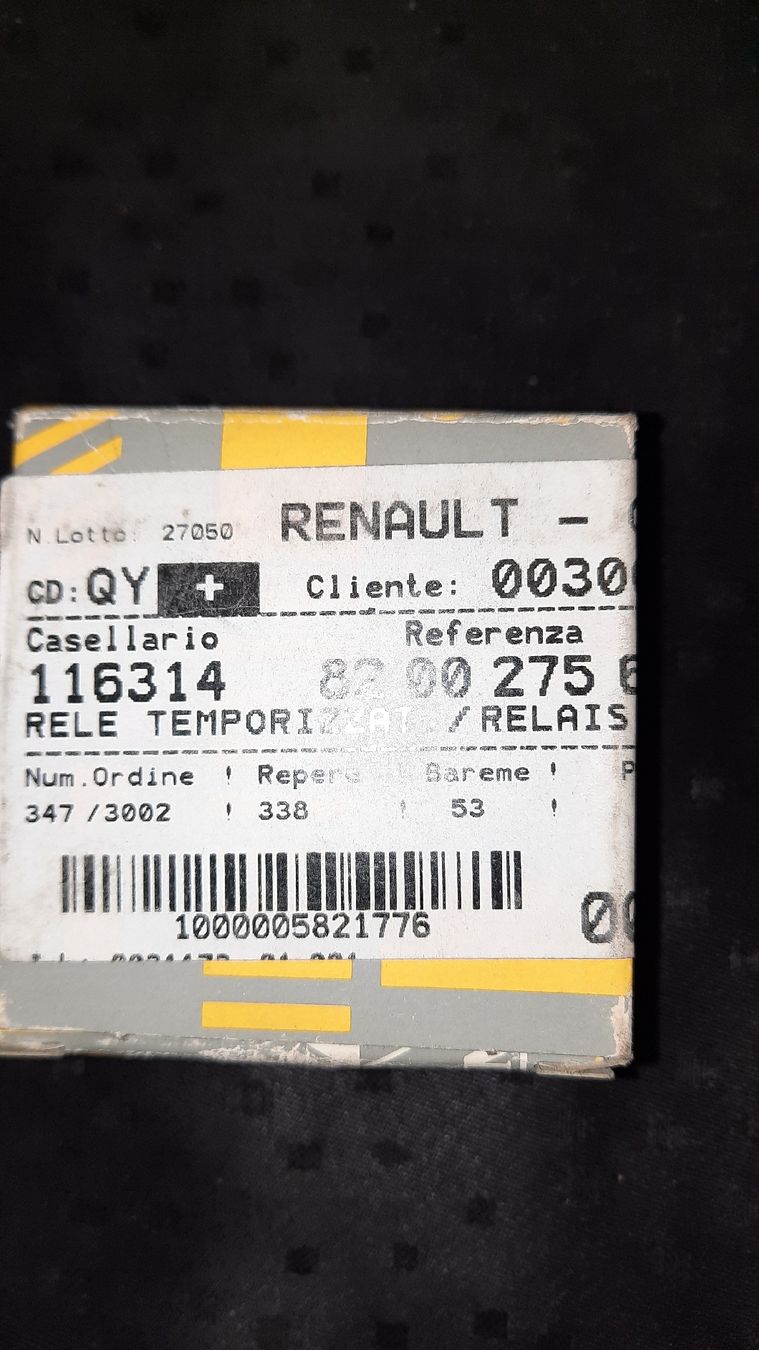 N.Lotto: 27050 RENAULT -
CD:QY + Cliente: 0030
Casellario Referenza
116314 82 00 275
RELE TEMPORIZZAT /RELAIS
Num.Ordine ! Repere ! Bareme ! P
347 /3002 ! 338 ! 53 !
1000005821776